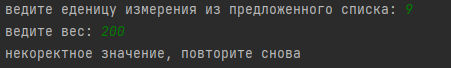 ведите еденицу измерения из предложенного списка: 9
ведите вес: 200
некоректное значение, повторите снова